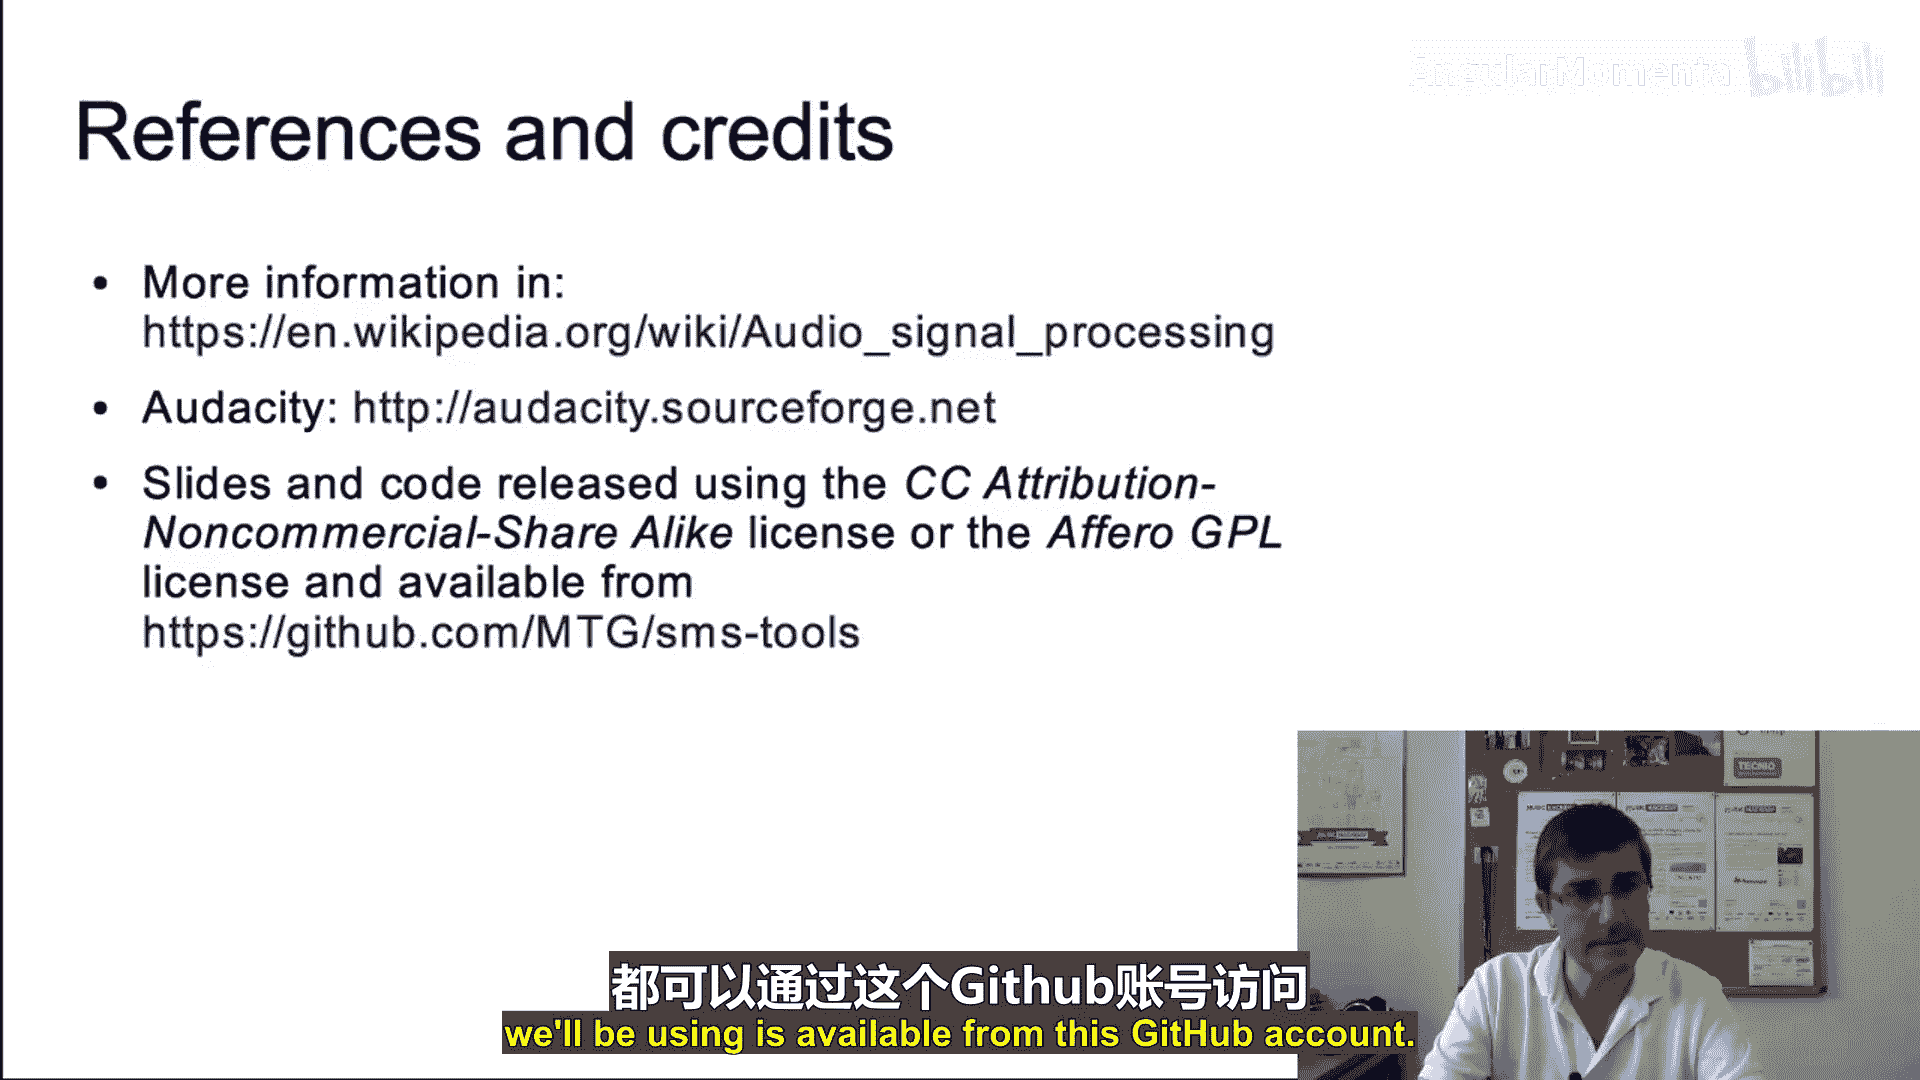 AngularMomenta bilibili
References and credits
• More information in:
https://en.wikipedia.org/wiki/Audio_signal_processing
• Audacity: http://audacity.sourceforge.net
• Slides and code released using the CC Attribution-
Noncommercial-Share Alike license or the Affero GPL
license and available from
https://github.com/MTG/sms-tools
TECNIO
都可以通过这个Github账号访问
we'll be using is available from this GitHub account.